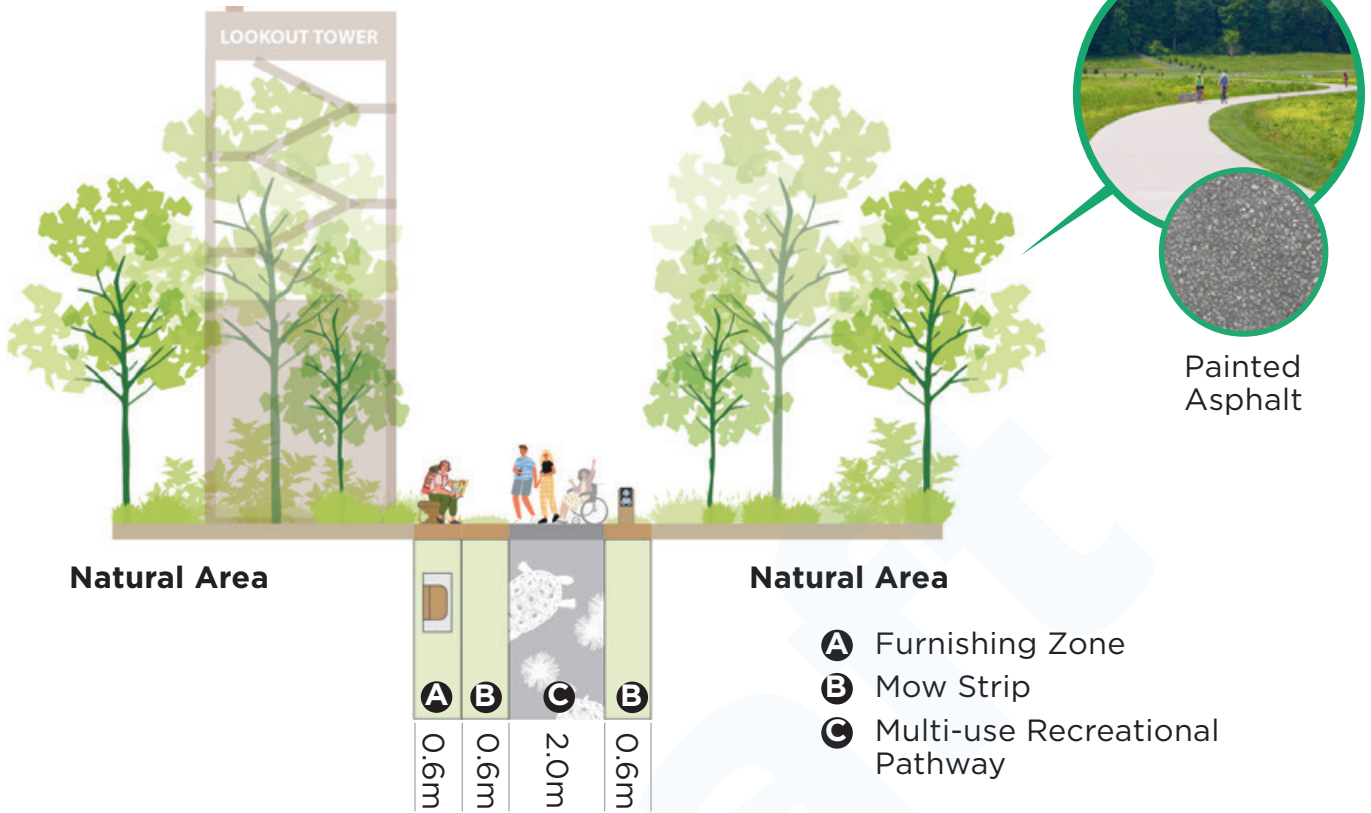 LOOKOUT TOWER
Painted
Asphalt
Natural Area
Natural Area
A Furnishing Zone
B Mow Strip
C Multi-use Recreational
Pathway
A
B
C
B
0.6m
0.6m
2.0m
0.6m